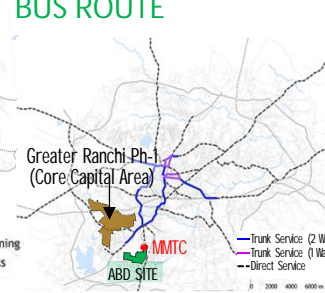 BUS ROUTE
Greater Ranchi Ph-1
(Core Capital Area)
MMTC
ABD SITE
Trunk Service (2 W
Trunk Service (1 Wa
Direct Service
0 2000 4000 6000 m